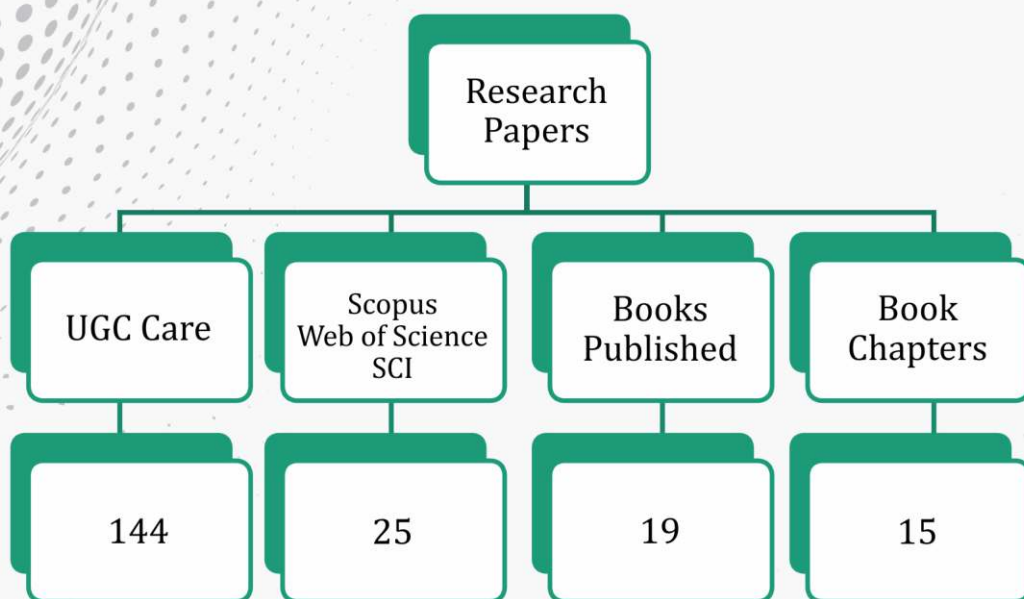 Research
Papers
UGC Care
Scopus
Web of Science
SCI
Books
Published
Book
Chapters
144
25
19
15